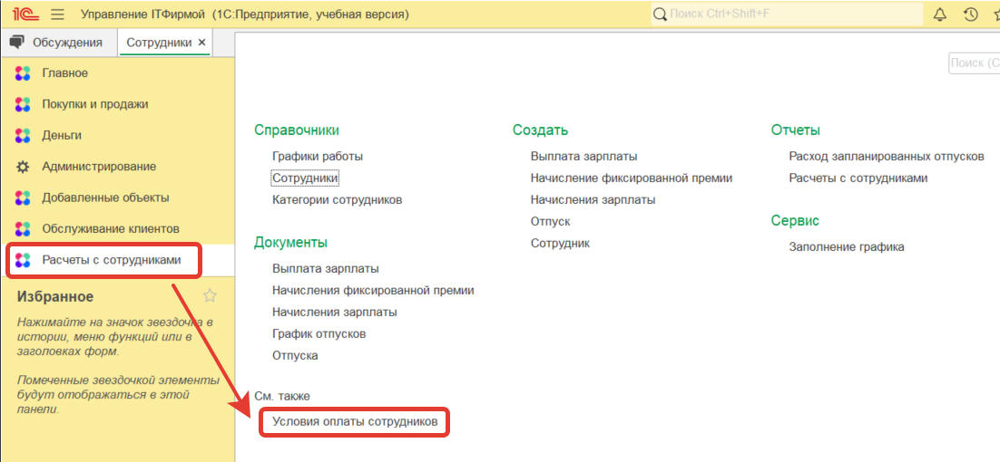 1С Управление ITФирмой (1С:Предприятие, учебная версия) Поиск Ctrl+Shift+F
Обсуждения Сотрудники ×
Главное
Покупки и продажи
Деньги
Администрирование
Добавленные объекты
Обслуживание клиентов
Расчеты с сотрудниками
Избранное
Нажимайте на значок звездочка в
истории, меню функций или в
заголовках форм.
Помеченные звездочкой элементы
будут отображаться в этой
панели.
Поиск (С
Справочники
Графики работы
Сотрудники
Категории сотрудников
Документы
Выплата зарплаты
Начисления фиксированной премии
Начисления зарплаты
График отпусков
Отпуска
См. также
Условия оплаты сотрудников
Создать
Выплата зарплаты
Начисление фиксированной премии
Начисления зарплаты
Отпуск
Сотрудник
Отчеты
Расход запланированных отпусков
Расчеты с сотрудниками
Сервис
Заполнение графика